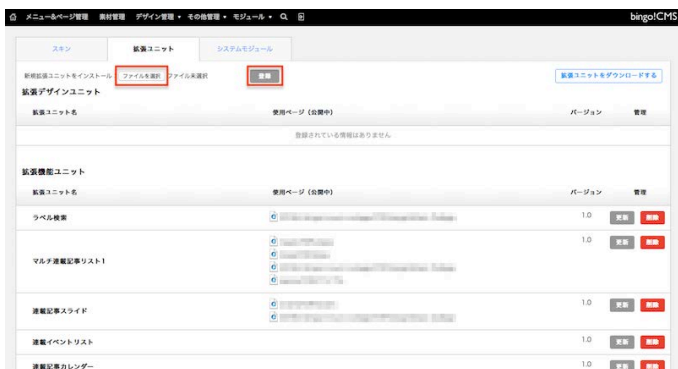 メニュー&ページ管理 素材管理 デザイン管理 その他管理 モジュール bingo!CMS
スキン 拡張ユニット システムモジュール
新規拡張ユニットをインストール ファイルを選択 ファイル未選択 登録 拡張ユニットをダウンロードする
拡張デザインユニット
拡張ユニット名 使用ページ (公開中) バージョン 管理
登録されている情報はありません
拡張機能ユニット
拡張ユニット名 使用ページ (公開中) バージョン 管理
ラベル検索 1.0 更新 削除
マルチ連載記事リスト1 1.0 更新 削除
連載記事スライド 1.0 更新 削除
連載イベントリスト 1.0 更新 削除
連載記事カレンダー 1.0 更新 削除